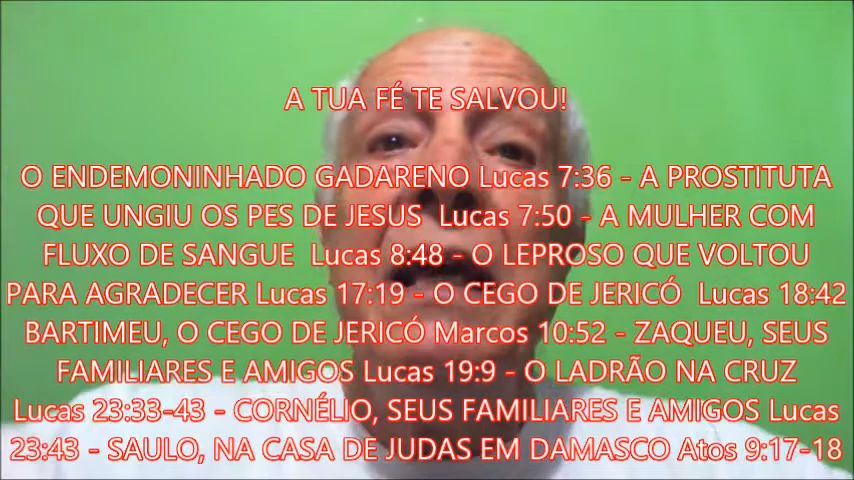 A TUA FÉ TE SALVOU!
O ENDEMONINHADO GADARENO Lucas 7:36 - A PROSTITUTA
QUE UNGIU OS PES DE JESUS Lucas 7:50 - A MULHER COM
FLUXO DE SANGUE Lucas 8:48 - O LEPROSO QUE VOLTOU
PARA AGRADECER Lucas 17:19 - O CEGO DE JERICÓ Lucas 18:42
BARTIMEU, O CEGO DE JERICÓ Marcos 10:52 - ZAQUEU, SEUS
FAMILIARES E AMIGOS Lucas 19:9 - O LADRÃO NA CRUZ
Lucas 23:33-43 - CORNÉLIO, SEUS FAMILIARES E AMIGOS Lucas
23:43 - SAULO, NA CASA DE JUDAS EM DAMASCO Atos 9:17-18